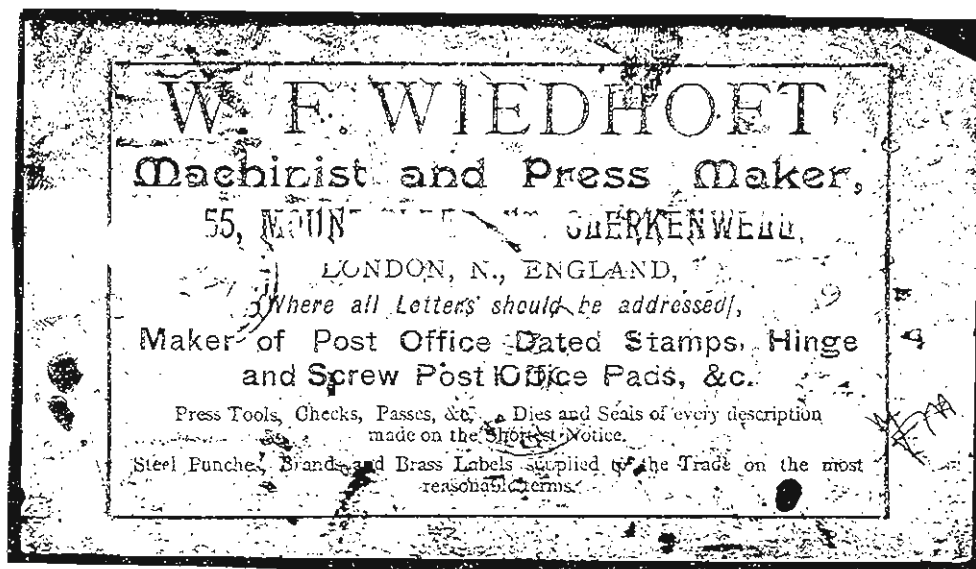 W. F. WIEDHOFT
Machinist and Press Maker,
55, MOUNT CLERKENWELL,
LONDON, N., ENGLAND,
(Where all Letters should be addressed),
Maker of Post Office Dated Stamps, Hinge
and Screw Post Office Pads, &c.
Press Tools, Checks, Passes, &c. Dies and Seals of every description
made on the Shortest Notice.
Steel Punches, Brands and Brass Labels supplied to the Trade on the most
reasonable terms.